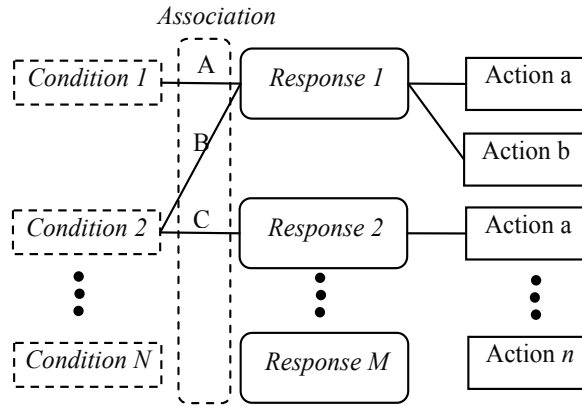 Association
Condition 1
A
Response 1
Action a
B
Action b
Condition 2
C
Response 2
Action a
Condition N
Response M
Action n